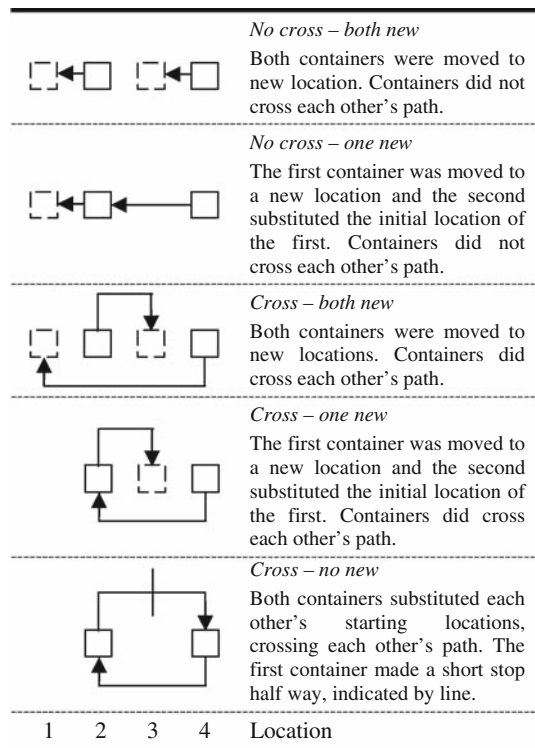 No cross – both new
Both containers were moved to
new location. Containers did not
cross each other's path.
No cross – one new
The first container was moved to
a new location and the second
substituted the initial location of
the first. Containers did not
cross each other's path.
Cross – both new
Both containers were moved to
new locations. Containers did
cross each other's path.
Cross – one new
The first container was moved to
a new location and the second
substituted the initial location of
the first. Containers did cross
each other's path.
Cross – no new
Both containers substituted each
other's starting locations,
crossing each other's path. The
first container made a short stop
half way, indicated by line.
1 2 3 4 Location